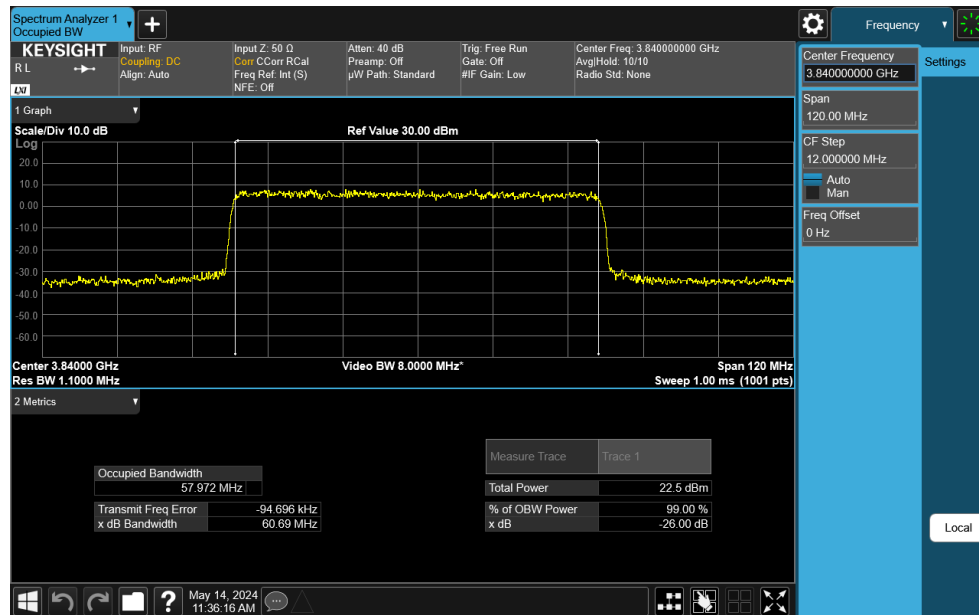 Spectrum Analyzer 1
Occupied BW
+
Frequency
KEYSIGHT
R L
LXI
Input: RF
Coupling: DC
Align: Auto
Input Z: 50 Ω
Corr CCorr RCal
Freq Ref: Int (S)
NFE: Off
Atten: 40 dB
Preamp: Off
µW Path: Standard
Trig: Free Run
Gate: Off
#IF Gain: Low
Center Freq: 3.840000000 GHz
Avg|Hold: 10/10
Radio Std: None
Center Frequency
3.840000000 GHz
Settings
Span
120.00 MHz
CF Step
12.000000 MHz
Auto
Man
Freq Offset
0 Hz
Local
1 Graph
Scale/Div 10.0 dB
Ref Value 30.00 dBm
Log
20.0
10.0
0.00
-10.0
-20.0
-30.0
-40.0
-50.0
-60.0
Center 3.84000 GHz
Video BW 8.0000 MHz*
Span 120 MHz
Res BW 1.1000 MHz
Sweep 1.00 ms (1001 pts)
2 Metrics
Occupied Bandwidth
57.972 MHz
Transmit Freq Error -94.696 kHz
x dB Bandwidth 60.69 MHz
Measure Trace Trace 1
Total Power 22.5 dBm
% of OBW Power 99.00 %
x dB -26.00 dB
?
May 14, 2024
11:36:16 AM